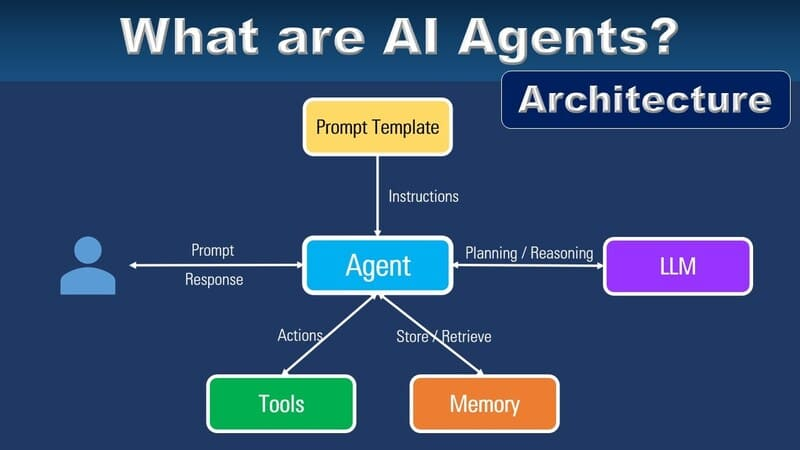 What are AI Agents?
Architecture
Prompt Template
Instructions
Prompt
Response
Agent
Planning / Reasoning
LLM
Actions
Store / Retrieve
Tools
Memory